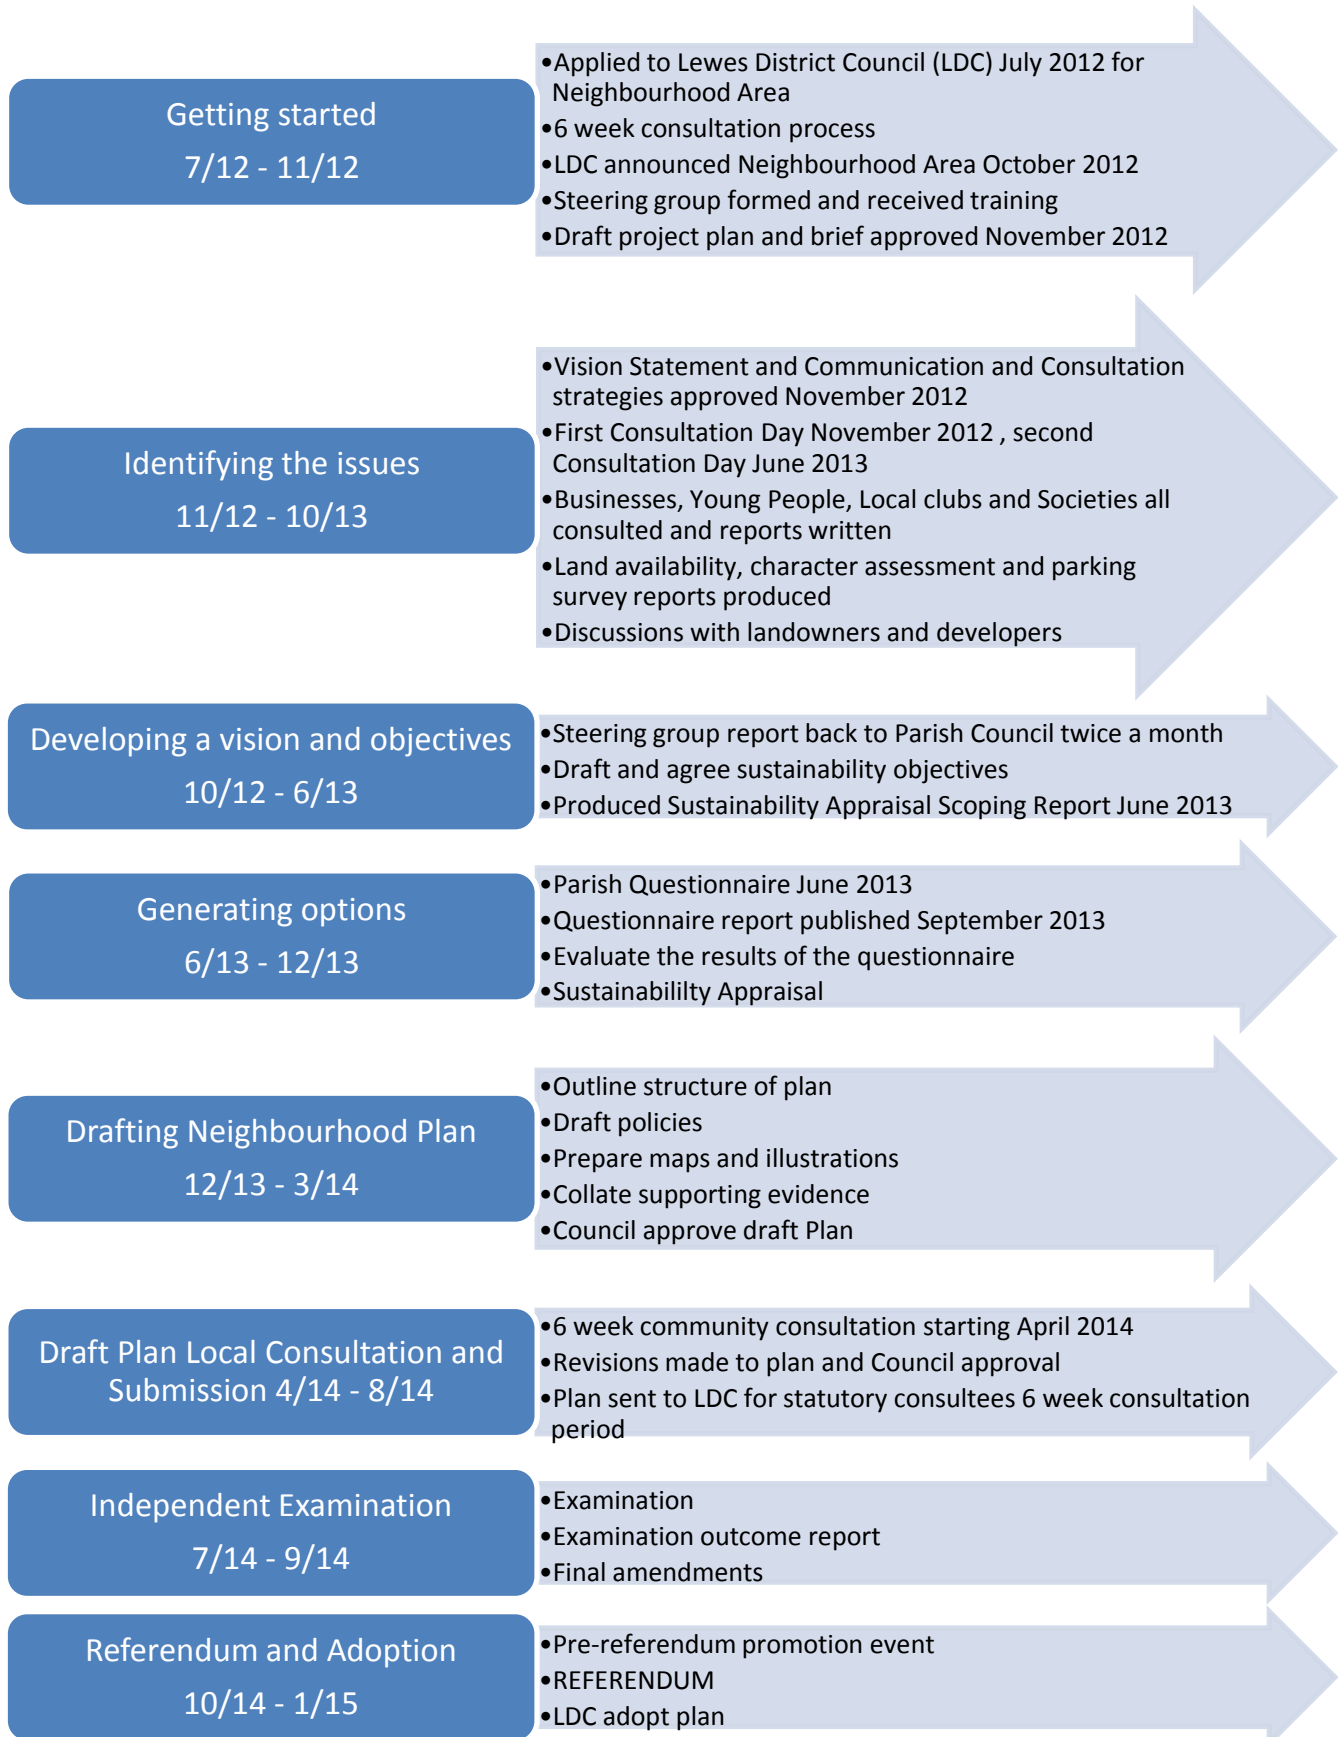 Getting started
7/12 - 11/12
•Applied to Lewes District Council (LDC) July 2012 for
Neighbourhood Area
•6 week consultation process
•LDC announced Neighbourhood Area October 2012
•Steering group formed and received training
•Draft project plan and brief approved November 2012
Identifying the issues
11/12 - 10/13
•Vision Statement and Communication and Consultation
strategies approved November 2012
•First Consultation Day November 2012 , second
Consultation Day June 2013
•Businesses, Young People, Local clubs and Societies all
consulted and reports written
•Land availability, character assessment and parking
survey reports produced
•Discussions with landowners and developers
Developing a vision and objectives
10/12 - 6/13
•Steering group report back to Parish Council twice a month
•Draft and agree sustainability objectives
•Produced Sustainability Appraisal Scoping Report June 2013
Generating options
6/13 - 12/13
•Parish Questionnaire June 2013
•Questionnaire report published September 2013
•Evaluate the results of the questionnaire
•Sustainabililty Appraisal
Drafting Neighbourhood Plan
12/13 - 3/14
•Outline structure of plan
•Draft policies
•Prepare maps and illustrations
•Collate supporting evidence
•Council approve draft Plan
Draft Plan Local Consultation and
Submission 4/14 - 8/14
•6 week community consultation starting April 2014
•Revisions made to plan and Council approval
•Plan sent to LDC for statutory consultees 6 week consultation
period
Independent Examination
7/14 - 9/14
•Examination
•Examination outcome report
•Final amendments
Referendum and Adoption
10/14 - 1/15
•Pre-referendum promotion event
•REFERENDUM
•LDC adopt plan